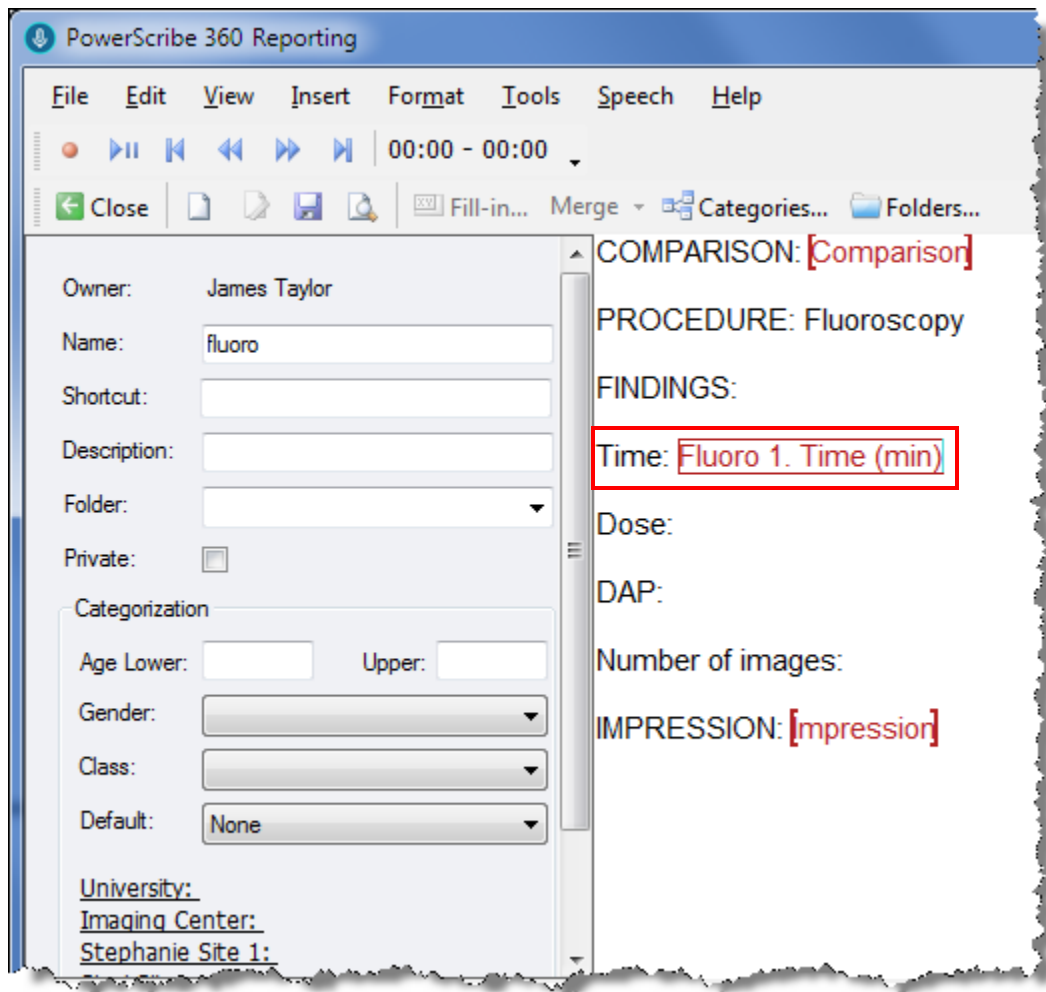 PowerScribe 360 Reporting
File Edit View Insert Format Tools Speech Help
00:00 - 00:00
Close Fill-in... Merge Categories... Folders...
Owner: James Taylor
Name: fluoro
Shortcut:
Description:
Folder:
Private:
Categorization
Age Lower: Upper:
Gender:
Class:
Default: None
University:
Imaging Center:
Stephanie Site 1:
COMPARISON: [Comparison]
PROCEDURE: Fluoroscopy
FINDINGS:
Time: Fluoro 1. Time (min)
Dose:
DAP:
Number of images:
IMPRESSION: [Impression]